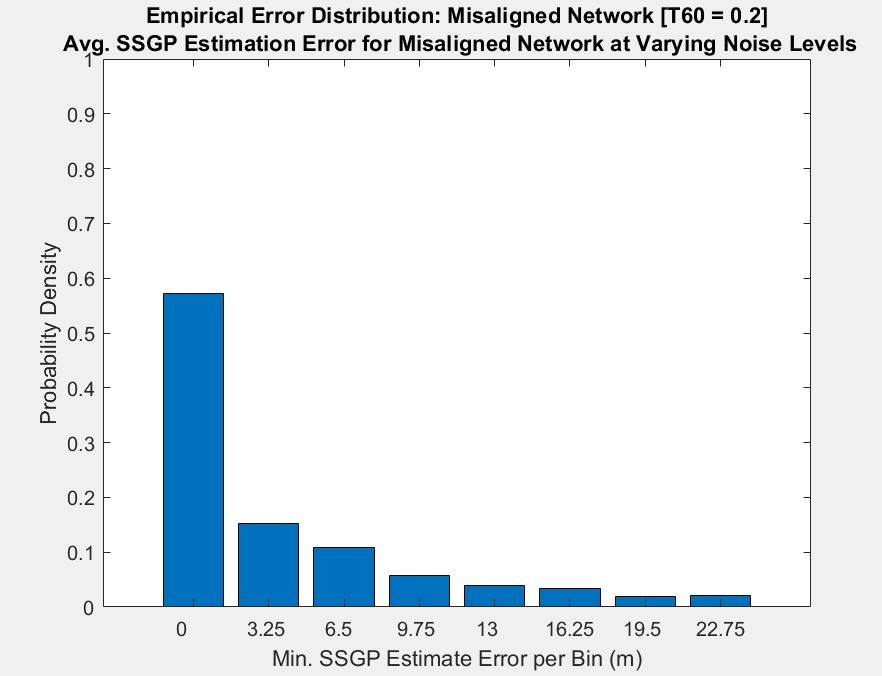 Empirical Error Distribution: Misaligned Network [T60 = 0.2]
Avg. SSGP Estimation Error for Misaligned Network at Varying Noise Levels
1
0.9
0.8
0.7
0.6
0.5
0.4
0.3
0.2
0.1
0
Probability Density
0 3.25 6.5 9.75 13 16.25 19.5 22.75
Min. SSGP Estimate Error per Bin (m)